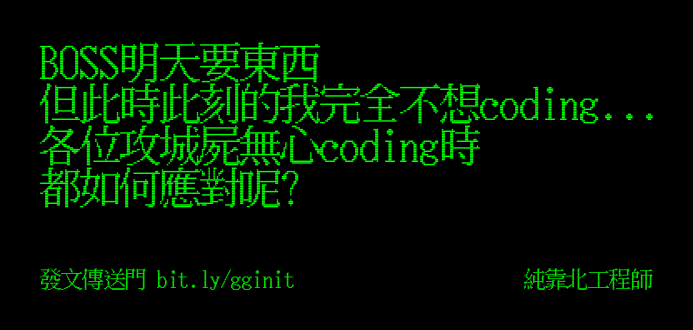 BOSS明天要東西
但此時此刻的我完全不想coding...
各位攻城屍無心coding時
都如何應對呢?
發文傳送門 bit.ly/gginit
純靠北工程師